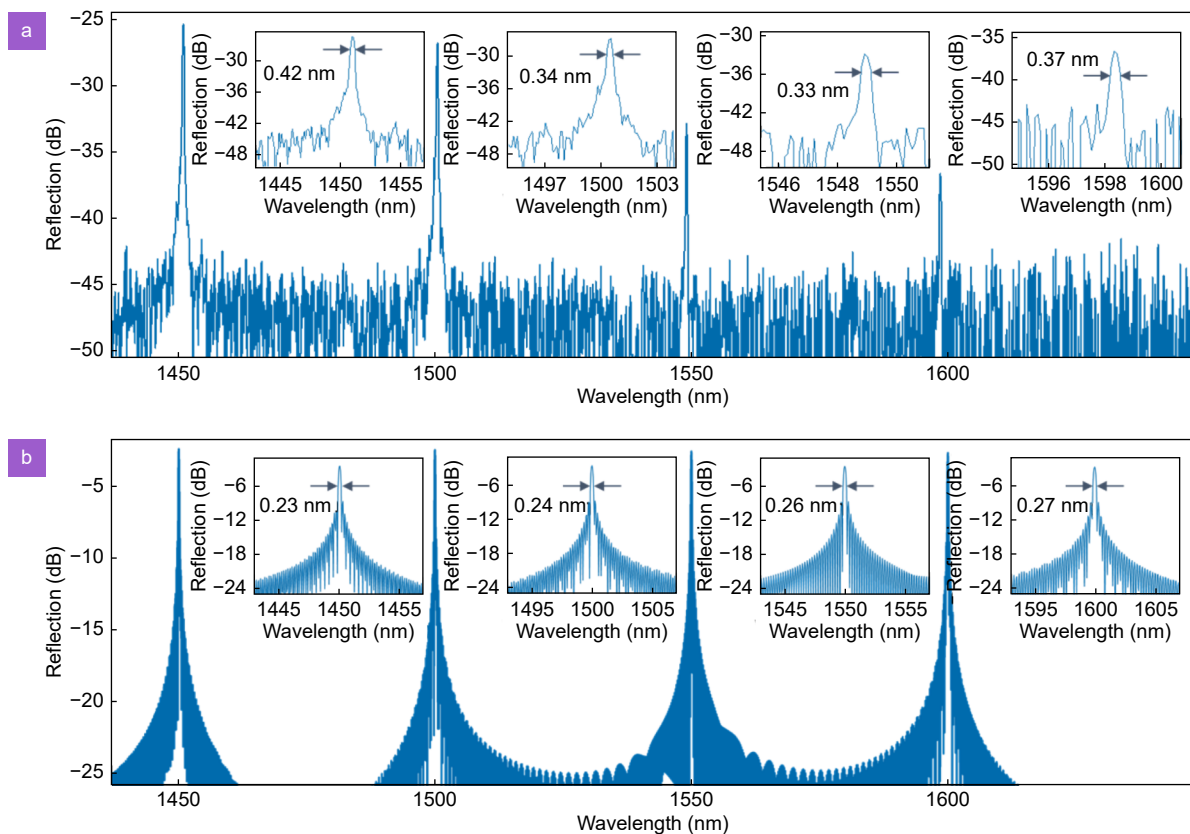 a
−25
−30
−35
−40
−45
−50
Reflection (dB)
1450
1500
1550
1600
Wavelength (nm)
−30
−36
−42
−48
Reflection (dB)
0.42 nm
1445
1450
1455
Wavelength (nm)
−30
−36
−42
−48
Reflection (dB)
0.34 nm
1497
1500
1503
Wavelength (nm)
−30
−36
−42
−48
Reflection (dB)
0.33 nm
1546
1548
1550
Wavelength (nm)
−35
−40
−45
−50
Reflection (dB)
0.37 nm
1596
1598
1600
Wavelength (nm)
b
−5
−10
−15
−20
−25
Reflection (dB)
1450
1500
1550
1600
Wavelength (nm)
−6
−12
−18
−24
Reflection (dB)
0.23 nm
1445
1450
1455
Wavelength (nm)
−6
−12
−18
−24
Reflection (dB)
0.24 nm
1495
1500
1505
Wavelength (nm)
−6
−12
−18
−24
Reflection (dB)
0.26 nm
1545
1550
1555
Wavelength (nm)
−6
−12
−18
−24
Reflection (dB)
0.27 nm
1595
1600
1605
Wavelength (nm)